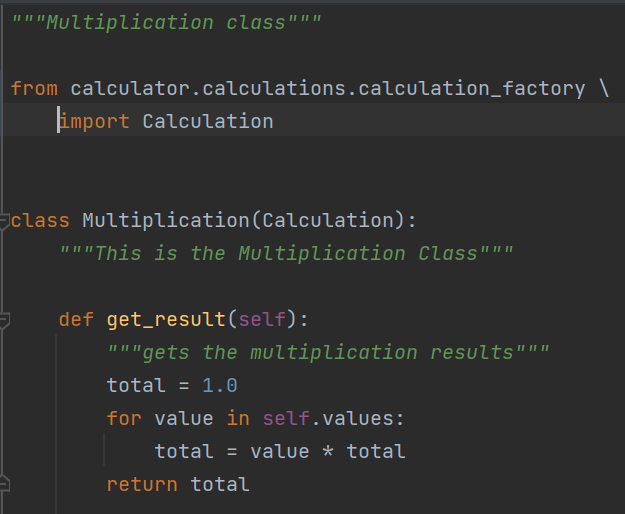 """Multiplication class"""
from calculator.calculations.calculation_factory \
    import Calculation
class Multiplication(Calculation):
    """This is the Multiplication Class"""
    def get_result(self):
        """gets the multiplication results"""
        total = 1.0
        for value in self.values:
            total = value * total
        return total